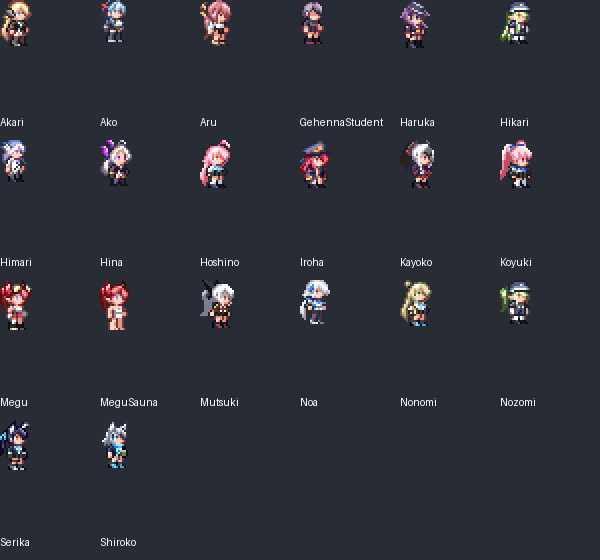 Akari Ako Aru GehennaStudent Haruka Hikari
Himari Hina Hoshino Iroha Kayoko Koyuki
Megu MeguSauna Mutsuki Noa Nonomi Nozomi
Serika Shiroko